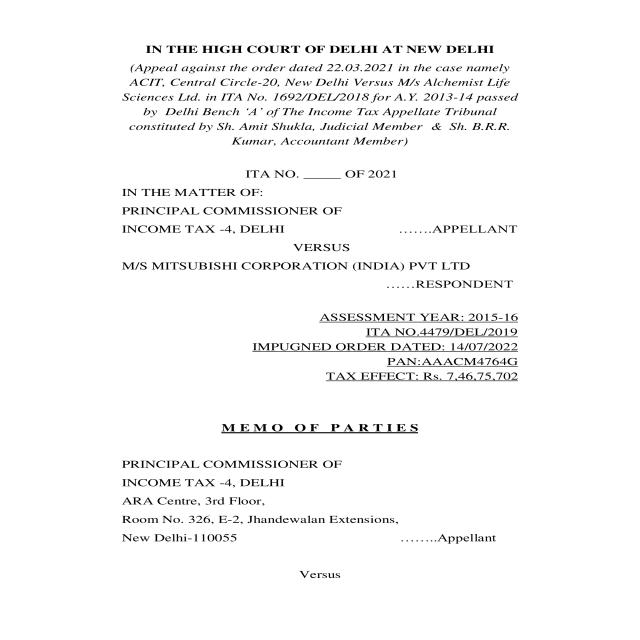 IN THE HIGH COURT OF DELHI AT NEW DELHI
(Appeal against the order dated 22.03.2021 in the case namely
ACIT, Central Circle-20, New Delhi Versus M/s Alchemist Life
Sciences Ltd. in ITA No. 1692/DEL/2018 for A.Y. 2013-14 passed
by Delhi Bench ‘A’ of The Income Tax Appellate Tribunal
constituted by Sh. Amit Shukla, Judicial Member & Sh. B.R.R.
Kumar, Accountant Member)
ITA NO. _____ OF 2021
IN THE MATTER OF:
PRINCIPAL COMMISSIONER OF
INCOME TAX -4, DELHI …….APPELLANT
VERSUS
M/S MITSUBISHI CORPORATION (INDIA) PVT LTD
……RESPONDENT
ASSESSMENT YEAR: 2015-16
ITA NO.4479/DEL/2019
IMPUGNED ORDER DATED: 14/07/2022
PAN:AAACM4764G
TAX EFFECT: Rs. 7,46,75,702
MEMO OF PARTIES
PRINCIPAL COMMISSIONER OF
INCOME TAX -4, DELHI
ARA Centre, 3rd Floor,
Room No. 326, E-2, Jhandewalan Extensions,
New Delhi-110055 ……..Appellant
Versus